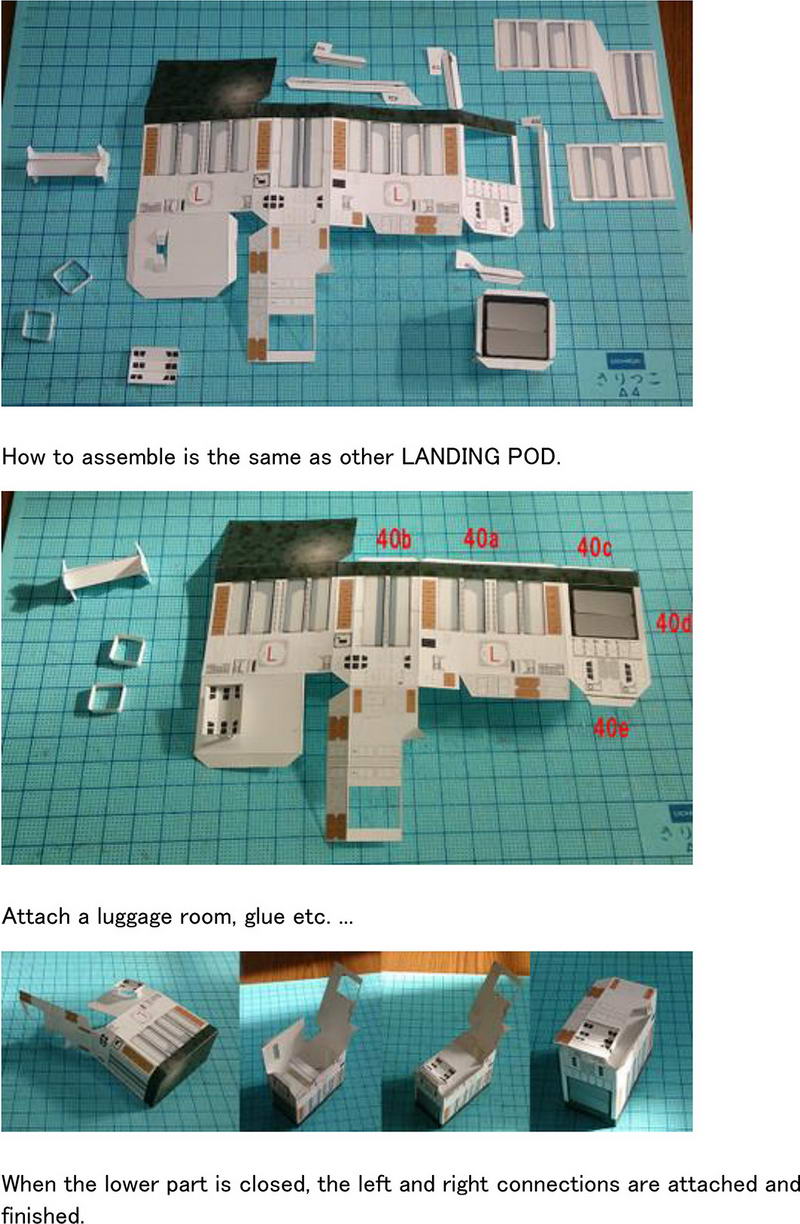 L
L
きりつこ
How to assemble is the same as other LANDING POD.
40b
40a
40c
40d
L
L
40e
きり
Attach a luggage room, glue etc. ...
L
When the lower part is closed, the left and right connections are attached and
finished.